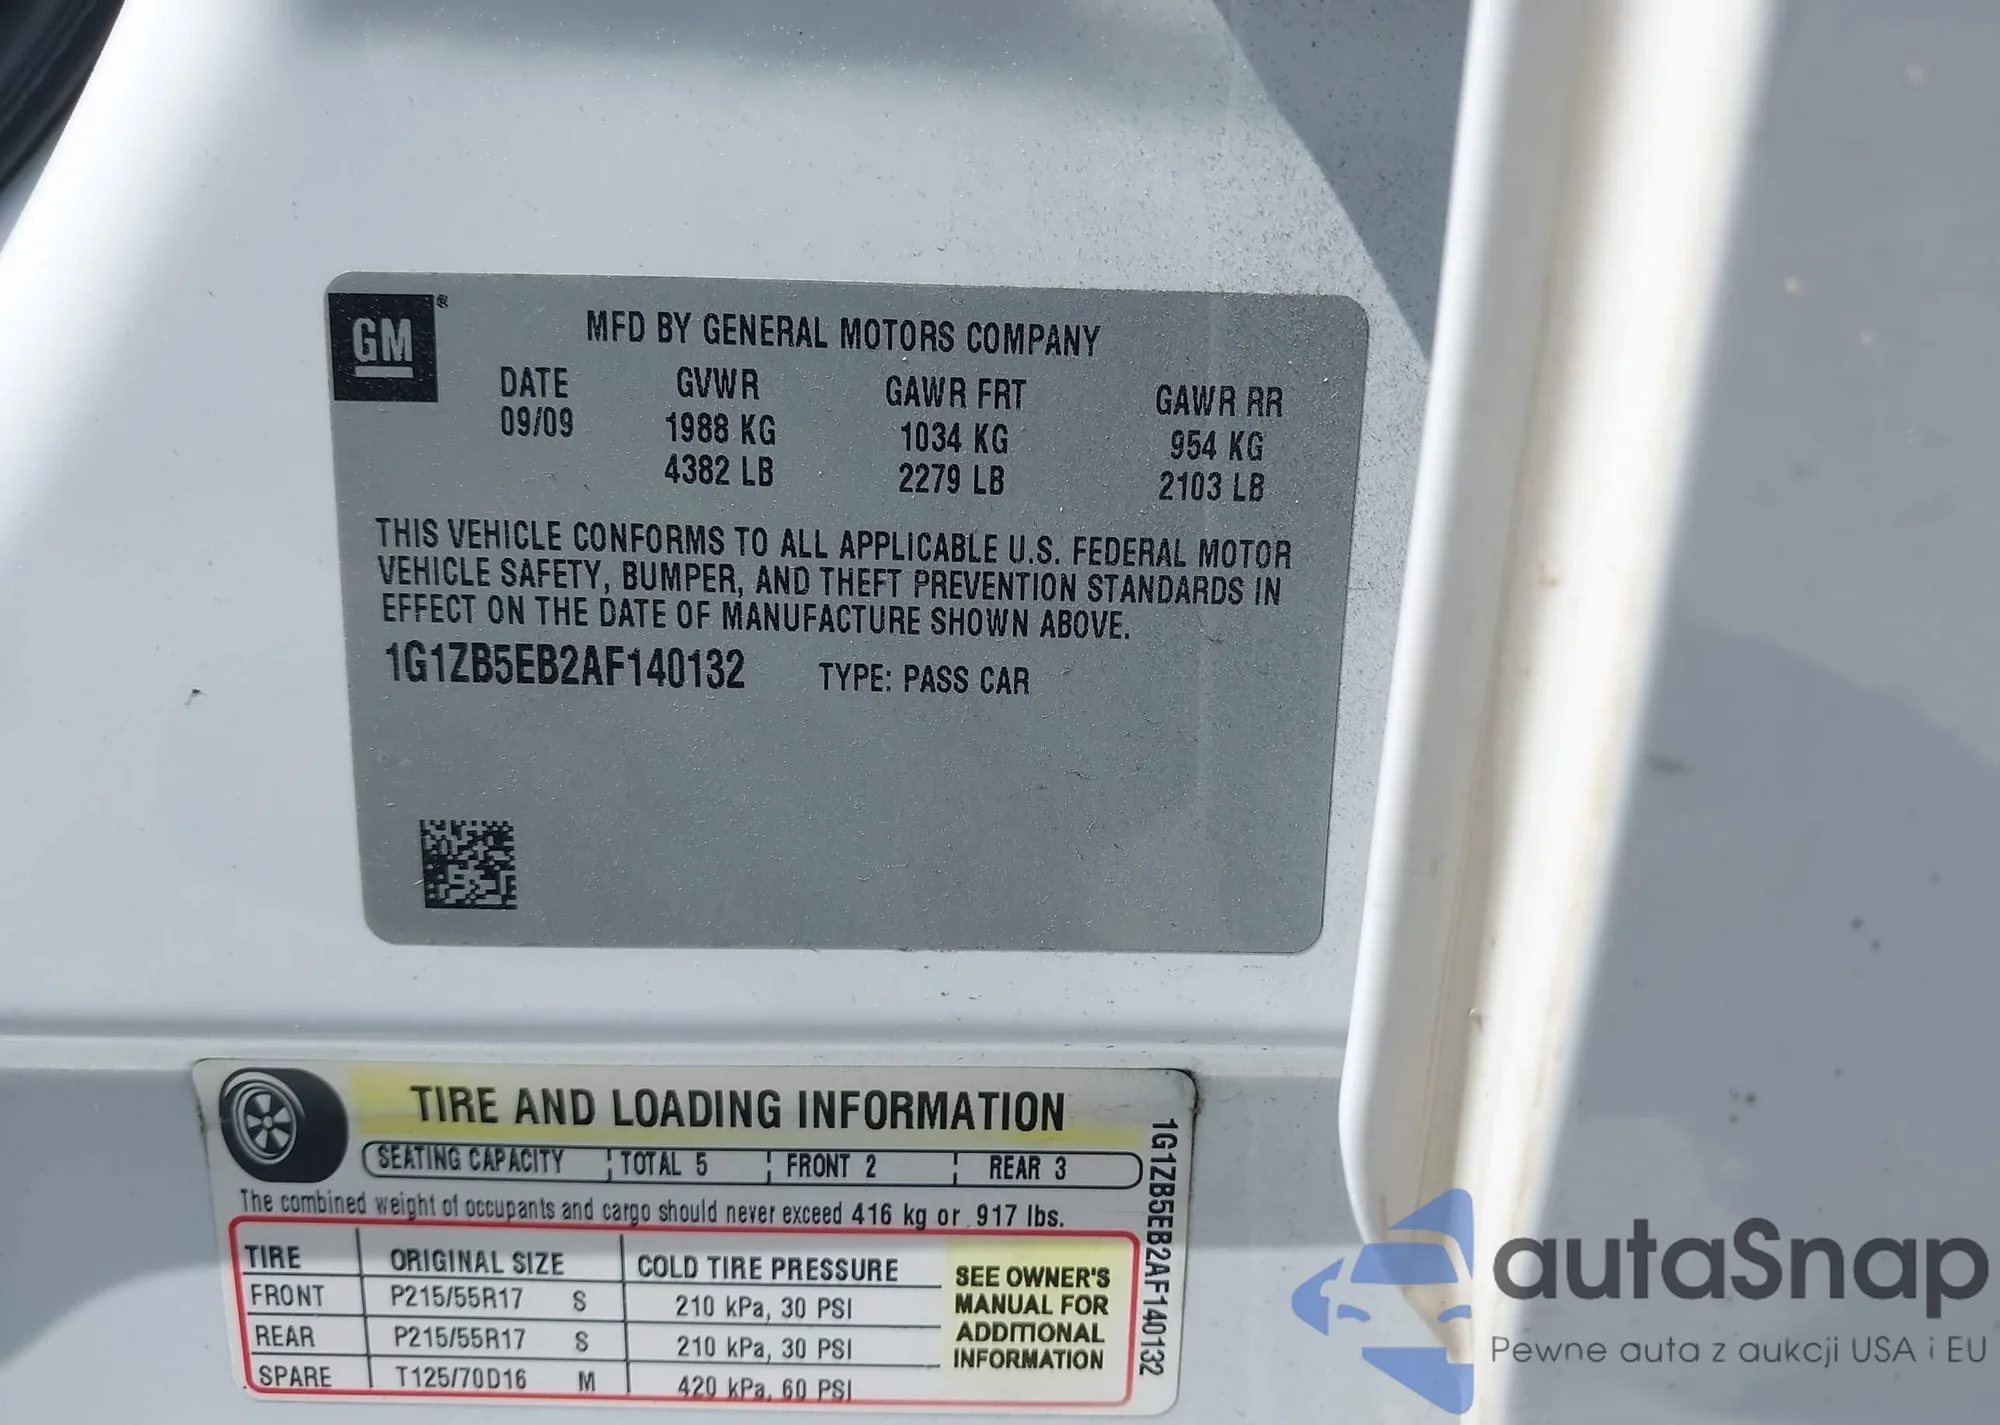 GM®
MFD BY GENERAL MOTORS COMPANY
DATE GVWR GAWR FRT GAWR RR
09/09 1988 KG 1034 KG 954 KG
4382 LB 2279 LB 2103 LB
THIS VEHICLE CONFORMS TO ALL APPLICABLE U.S. FEDERAL MOTOR
VEHICLE SAFETY, BUMPER, AND THEFT PREVENTION STANDARDS IN
EFFECT ON THE DATE OF MANUFACTURE SHOWN ABOVE.
1G1ZB5EB2AF140132 TYPE: PASS CAR
TIRE AND LOADING INFORMATION
SEATING CAPACITY TOTAL 5 FRONT 2 REAR 3
The combined weight of occupants and cargo should never exceed 416 kg or 917 lbs.
TIRE ORIGINAL SIZE COLD TIRE PRESSURE
FRONT P215/55R17 S 210 kPa, 30 PSI
REAR P215/55R17 S 210 kPa, 30 PSI
SPARE T125/70D16 M 420 kPa, 60 PSI
SEE OWNER'S
MANUAL FOR
ADDITIONAL
INFORMATION
1G1ZB5EB2AF140132
autaSnap
Pewne auta z aukcji USA i EU